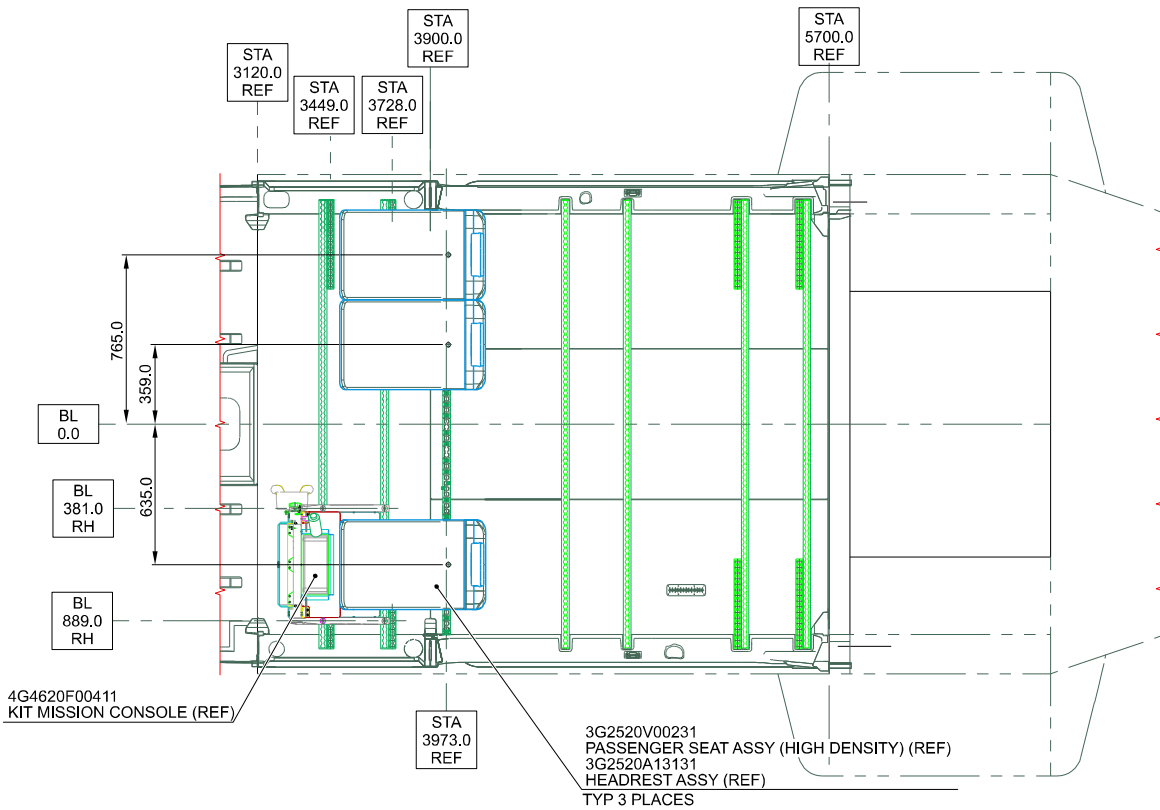 STA
3900.0
REF
STA
5700.0
REF
STA
3120.0
REF
STA
3449.0
REF
STA
3728.0
REF
765.0
359.0
BL
0.0
635.0
BL
381.0
RH
BL
889.0
RH
4G4620F00411
KIT MISSION CONSOLE (REF)
STA
3973.0
REF
3G2520V00231
PASSENGER SEAT ASSY (HIGH DENSITY) (REF)
3G2520A13131
HEADREST ASSY (REF)
TYP 3 PLACES